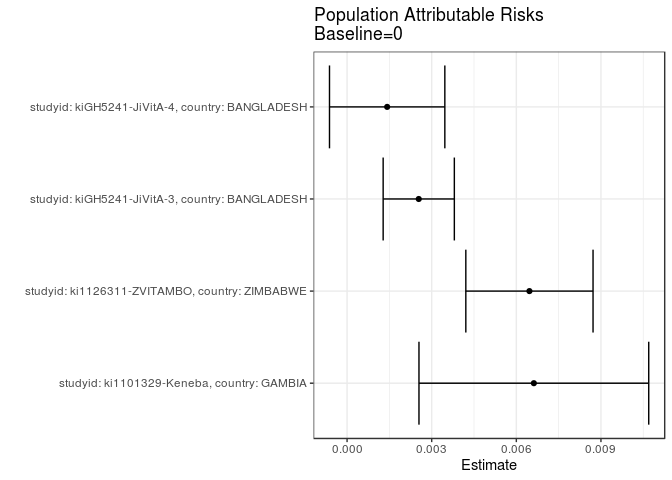 Population Attributable Risks
Baseline=0
studyid: kiGH5241-JiVitA-4, country: BANGLADESH
studyid: kiGH5241-JiVitA-3, country: BANGLADESH
studyid: ki1126311-ZVITAMBO, country: ZIMBABWE
studyid: ki1101329-Keneba, country: GAMBIA
0.000 0.003 0.006 0.009
Estimate